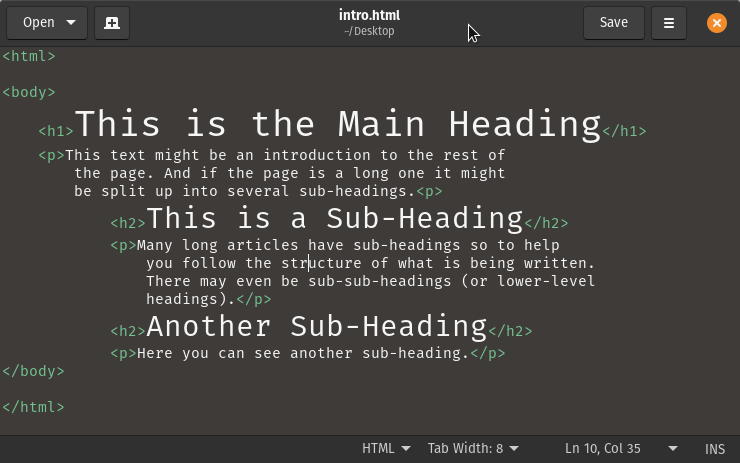 Open
intro.html
~/Desktop
Save
<html>
<body>
<h1>This is the Main Heading</h1>
<p>This text might be an introduction to the rest of
the page. And if the page is a long one it might
be split up into several sub-headings.<p>
<h2>This is a Sub-Heading</h2>
<p>Many long articles have sub-headings so to help
you follow the structure of what is being written.
There may even be sub-sub-headings (or lower-level
headings).</p>
<h2>Another Sub-Heading</h2>
<p>Here you can see another sub-heading.</p>
</body>
</html>
HTML Tab Width: 8 Ln 10, Col 35 INS